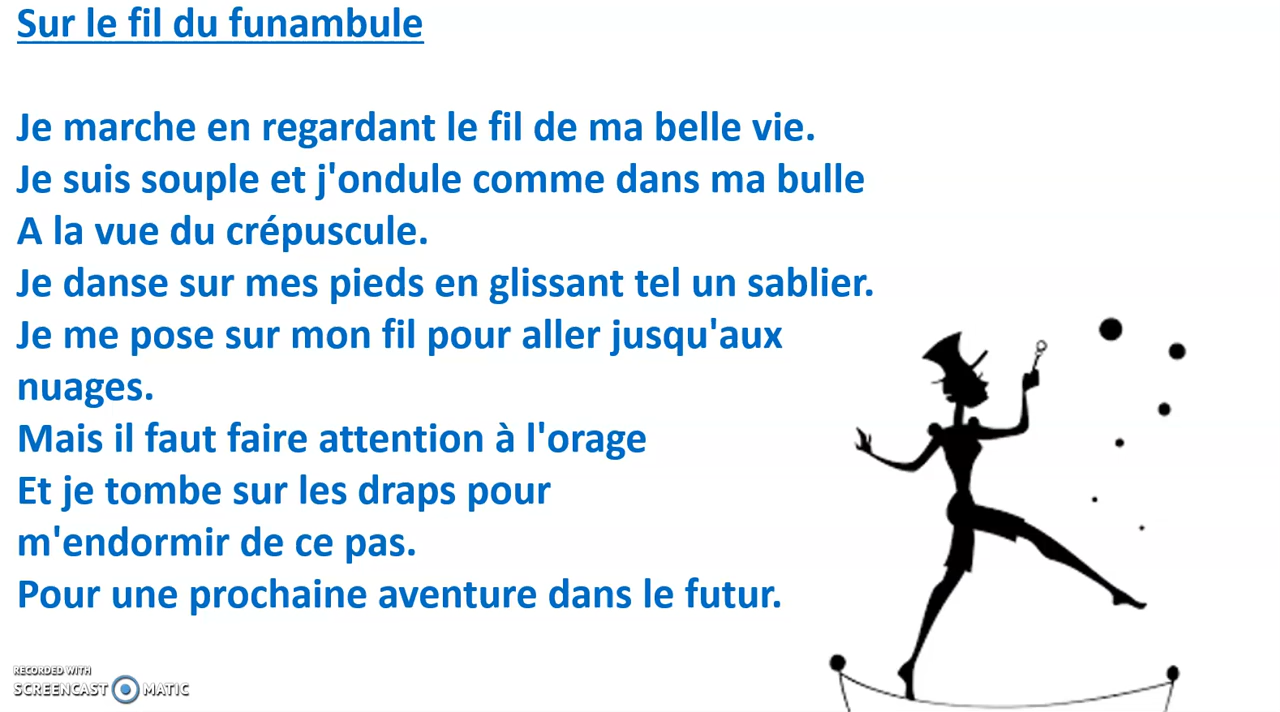 Sur le fil du funambule
Je marche en regardant le fil de ma belle vie.
Je suis souple et j'ondule comme dans ma bulle
A la vue du crépuscule.
Je danse sur mes pieds en glissant tel un sablier.
Je me pose sur mon fil pour aller jusqu'aux
nuages.
Mais il faut faire attention à l'orage
Et je tombe sur les draps pour
m'endormir de ce pas.
Pour une prochaine aventure dans le futur.
RECORDED WITH
SCREENCAST MATIC